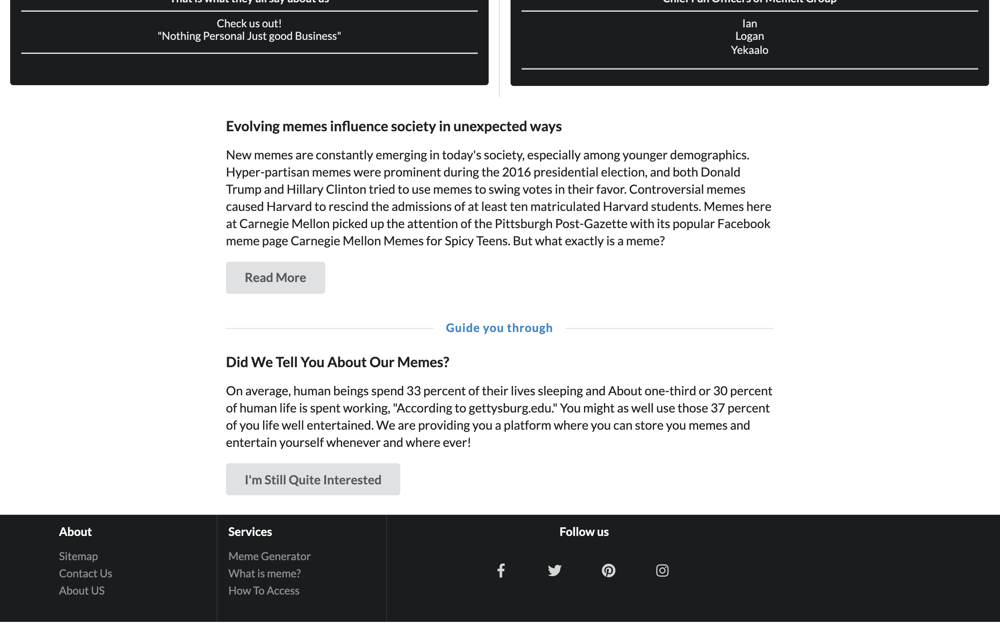 That is what they all say about us
Check us out!
"Nothing Personal Just good Business"
Chief Fun Officers of Memeit Group
Ian
Logan
Yekaalo
Evolving memes influence society in unexpected ways
New memes are constantly emerging in today's society, especially among younger demographics.
Hyper-partisan memes were prominent during the 2016 presidential election, and both Donald
Trump and Hillary Clinton tried to use memes to swing votes in their favor. Controversial memes
caused Harvard to rescind the admissions of at least ten matriculated Harvard students. Memes here
at Carnegie Mellon picked up the attention of the Pittsburgh Post-Gazette with its popular Facebook
meme page Carnegie Mellon Memes for Spicy Teens. But what exactly is a meme?
Read More
Guide you through
Did We Tell You About Our Memes?
On average, human beings spend 33 percent of their lives sleeping and About one-third or 30 percent
of human life is spent working, "According to gettysburg.edu." You might as well use those 37 percent
of you life well entertained. We are providing you a platform where you can store you memes and
entertain yourself whenever and where ever!
I'm Still Quite Interested
About
Sitemap
Contact Us
About US
Services
Meme Generator
What is meme?
How To Access
Follow us